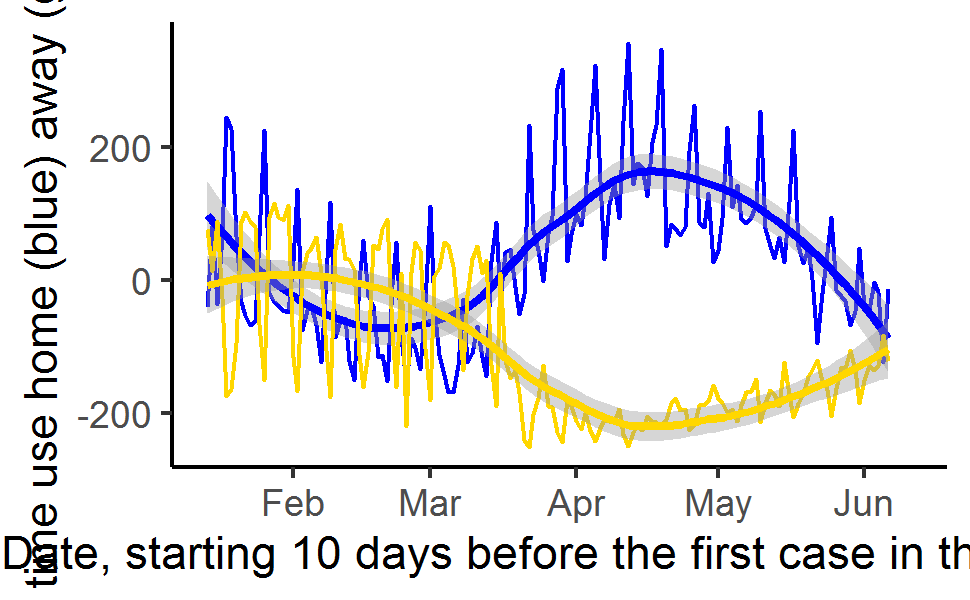 time use home (blue) away (
200
0
-200
Feb Mar Apr May Jun
Date, starting 10 days before the first case in th